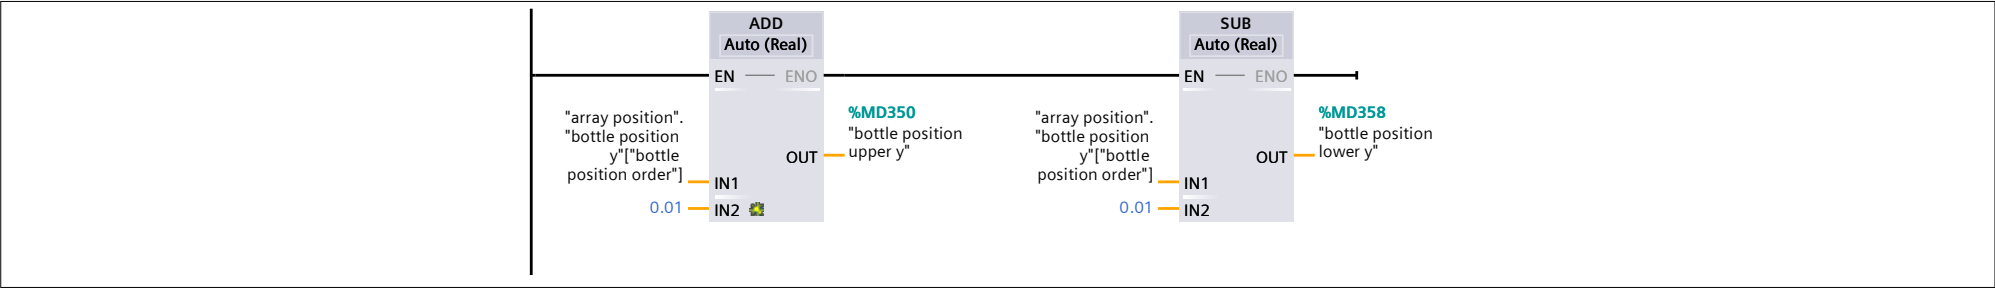 ADD
Auto (Real)
EN
ENO
"array position".
"bottle position
y"["bottle
position order"]
IN1
0.01
IN2
OUT
%MD350
"bottle position
upper y"
SUB
Auto (Real)
EN
ENO
"array position".
"bottle position
y"["bottle
position order"]
IN1
0.01
IN2
OUT
%MD358
"bottle position
lower y"